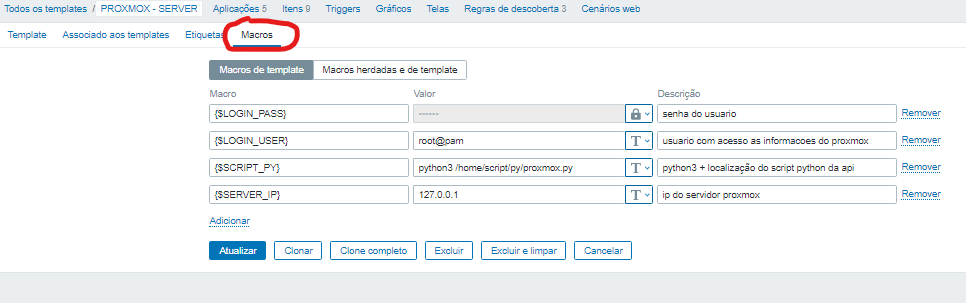 Todos os templates / PROXMOX - SERVER Aplicações 5 Itens 9 Triggers Gráficos Telas Regras de descoberta 3 Cenários web
Template Associado aos templates Etiquetas Macros
Macros de template Macros herdadas e de template
Macro Valor Descrição
{$LOGIN_PASS} ------ senha do usuario Remover
{$LOGIN_USER} root@pam T usuario com acesso as informacoes do proxmox Remover
{$SCRIPT_PY} python3 /home/script/py/proxmox.py T python3 + localização do script python da api Remover
{$SERVER_IP} 127.0.0.1 T ip do servidor proxmox Remover
Adicionar
Atualizar Clonar Clone completo Excluir Excluir e limpar Cancelar